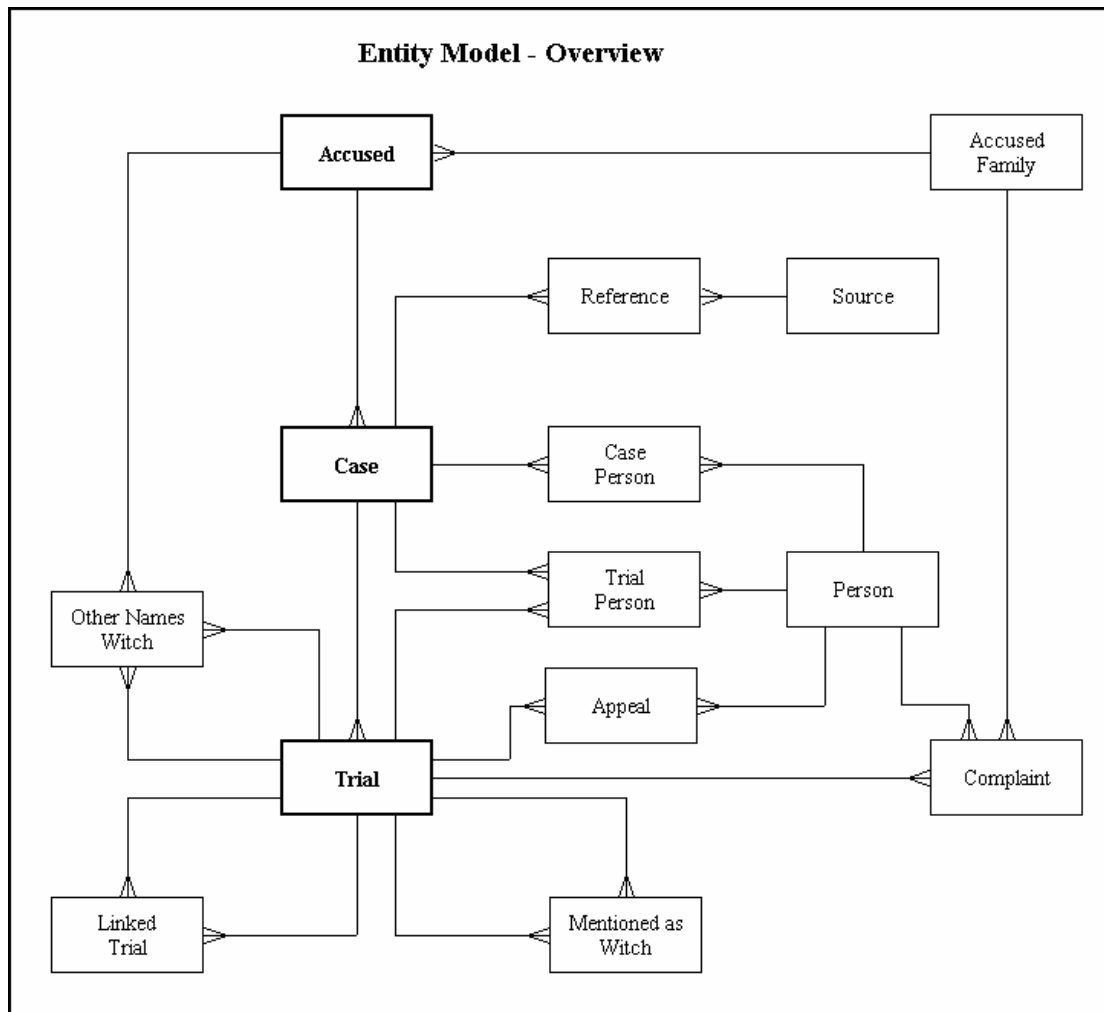 Entity Model - Overview
Accused
Accused
Family
Reference
Source
Case
Case
Person
Trial
Person
Person
Other Names
Witch
Appeal
Trial
Complaint
Linked
Trial
Mentioned as
Witch